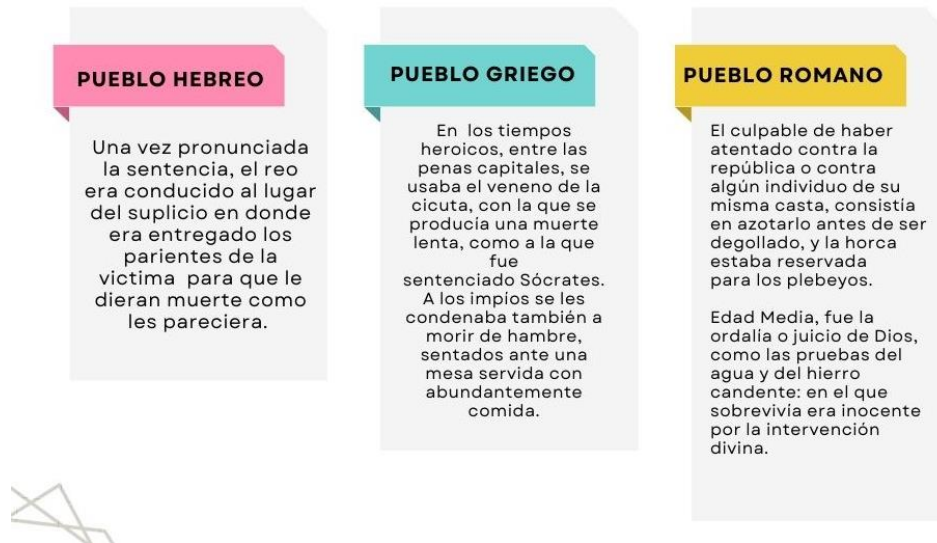 PUEBLO HEBREO
Una vez pronunciada
la sentencia, el reo
era conducido al lugar
del suplicio en donde
era entregado los
parientes de la
victima para que le
dieran muerte como
les pareciera.
PUEBLO GRIEGO
En los tiempos
heroicos, entre las
penas capitales, se
usaba el veneno de la
cicuta, con la que se
producía una muerte
lenta, como a la que
fue
sentenciado Sócrates.
A los impíos se les
condenaba también a
morir de hambre,
sentados ante una
mesa servida con
abundantemente
comida.
PUEBLO ROMANO
El culpable de haber
atentado contra la
república o contra
algún individuo de su
misma casta, consistía
en azotarlo antes de ser
degollado, y la horca
estaba reservada
para los plebeyos.
Edad Media, fue la
ordalía o juicio de Dios,
como las pruebas del
agua y del hierro
candente: en el que
sobrevivía era inocente
por la intervención
divina.